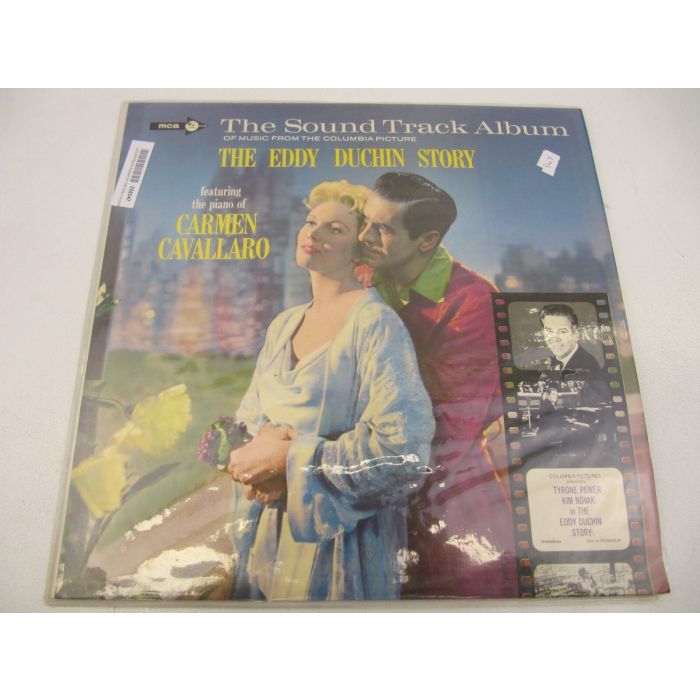 mca
The Sound Track Album
OF MUSIC FROM THE COLUMBIA PICTURE
THE EDDY DUCHIN STORY
featuring
the piano of
CARMEN
CAVALLARO
COLUMBIA PICTURES
presents
TYRONE POWER
KIM NOVAK
in THE
EDDY DUCHIN
STORY